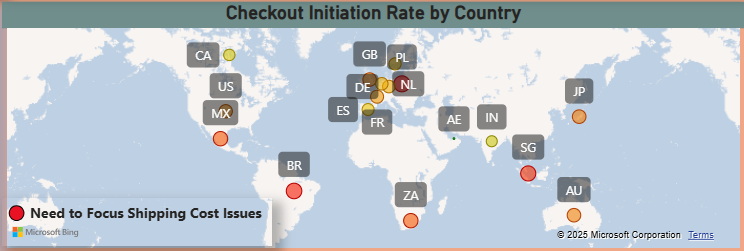 Checkout Initiation Rate by Country
CA
GB
PL
US
DE
NL
MX
JP
ES
FR
AE
IN
SG
BR
ZA
AU
Need to Focus Shipping Cost Issues
Microsoft Bing
© 2025 Microsoft Corporation Terms